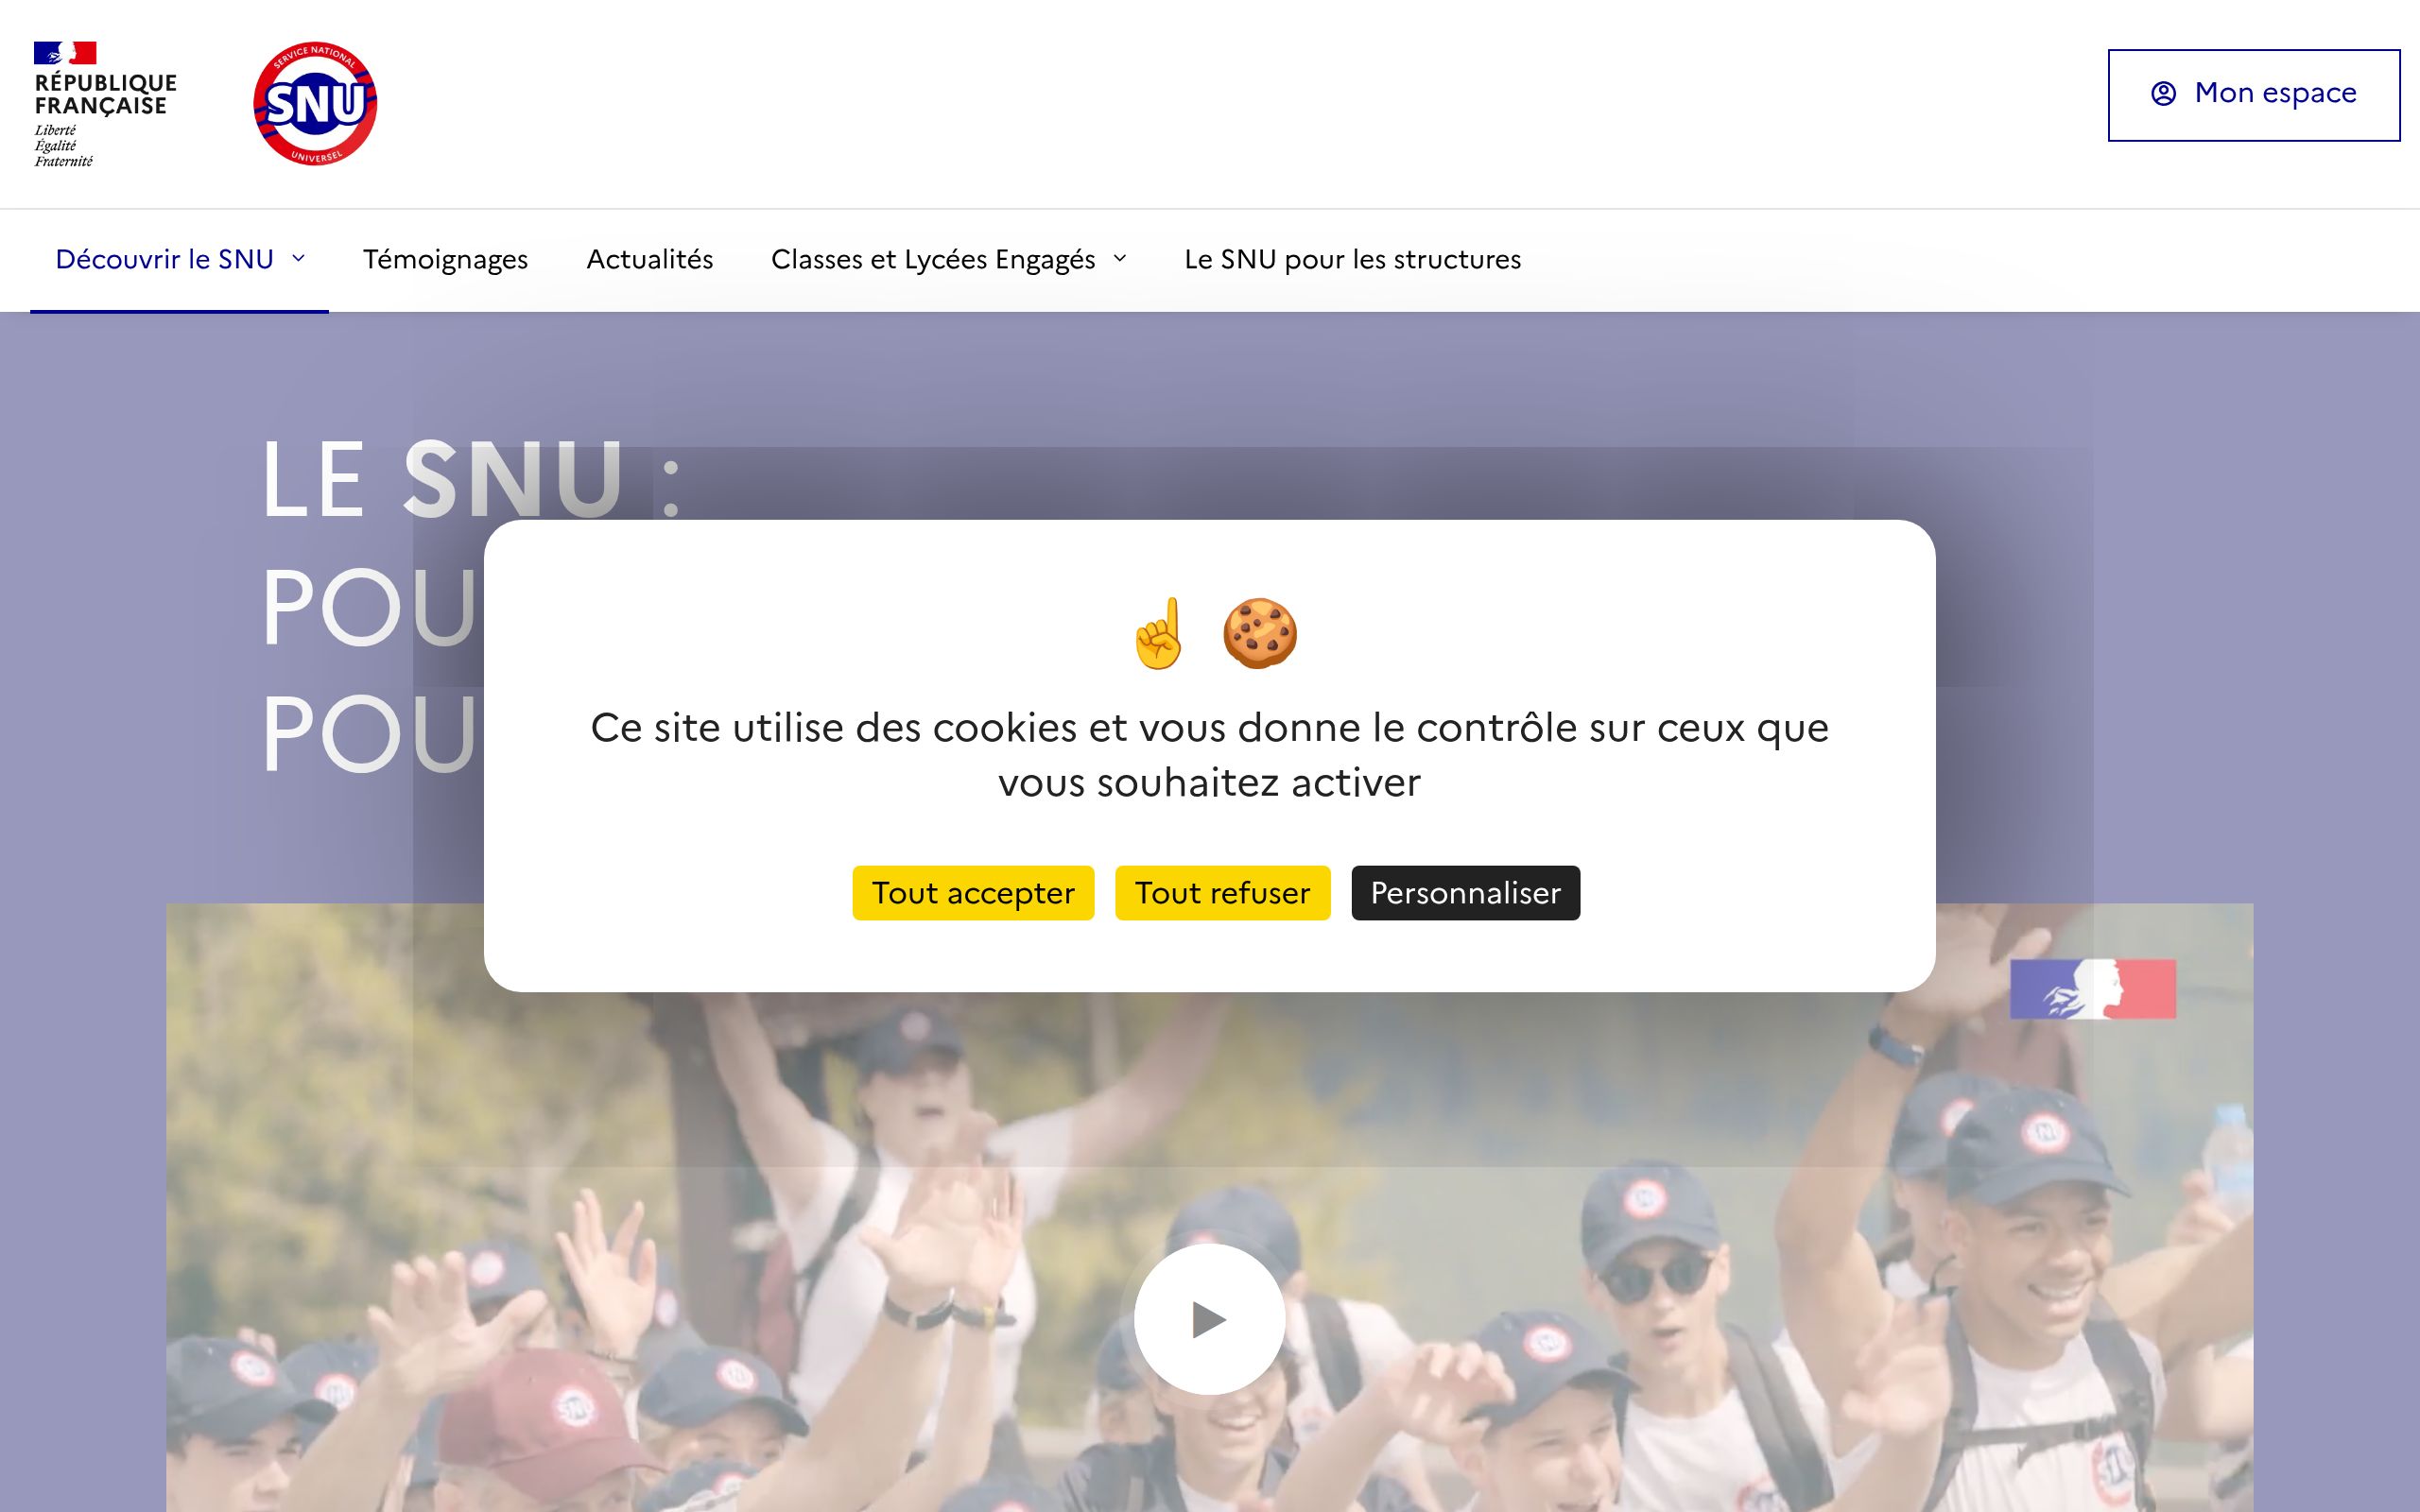 RÉPUBLIQUE
FRANÇAISE
Liberté
Égalité
Fraternité
SERVICE NATIONAL
SNU
UNIVERSEL
Mon espace
Découvrir le SNU
Témoignages
Actualités
Classes et Lycées Engagés
Le SNU pour les structures
LE SNU :
POU
POU
Ce site utilise des cookies et vous donne le contrôle sur ceux que
vous souhaitez activer
Tout accepter
Tout refuser
Personnaliser